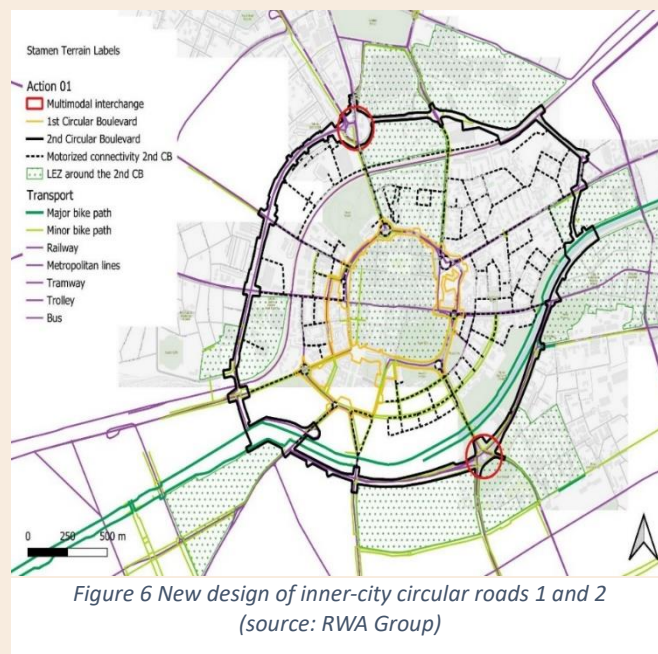 Stamen Terrain Labels
Action 01
Multimodal interchange
1st Circular Boulevard
2nd Circular Boulevard
Motorized connectivity 2nd CB
LEZ around the 2nd CB
Transport
Major bike path
Minor bike path
Railway
Metropolitan lines
Tramway
Trolley
Bus
0 250 500 m
Figure 6 New design of inner-city circular roads 1 and 2
(source: RWA Group)